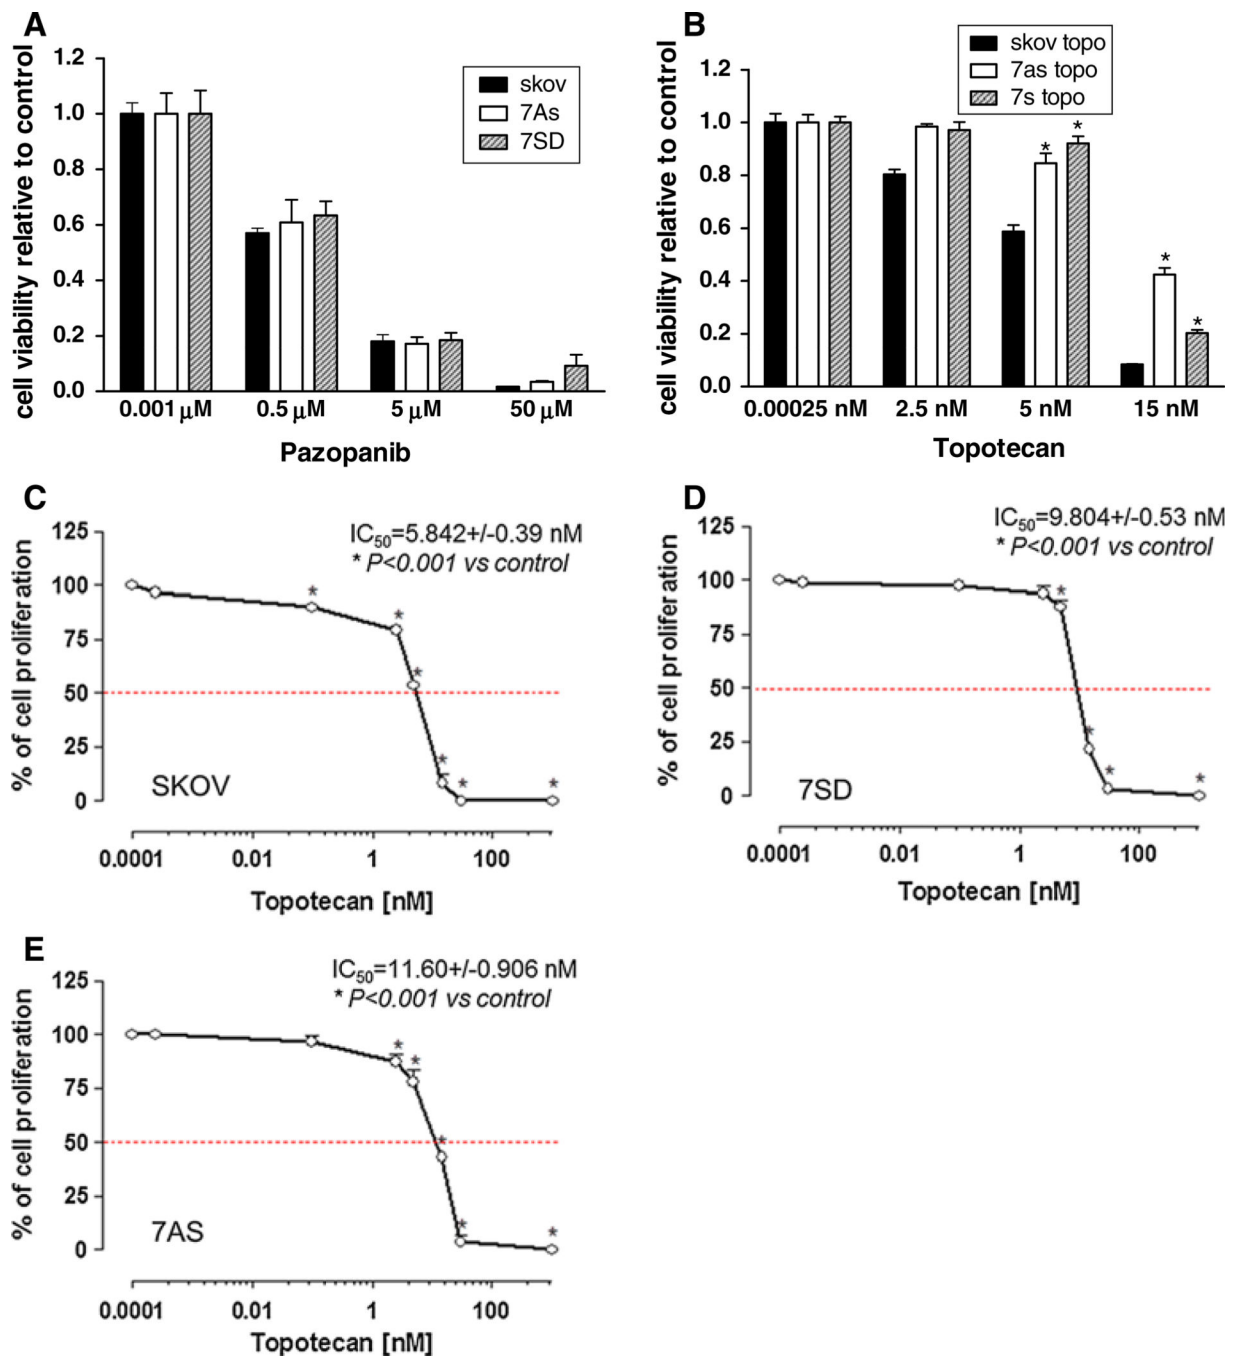 A
cell viability relative to control
1.2
1.0
0.8
0.6
0.4
0.2
0.0
skov
7As
7SD
0.001 μM 0.5 μM 5 μM 50 μM
Pazopanib
B
cell viability relative to control
1.2
1.0
0.8
0.6
0.4
0.2
0.0
skov topo
7as topo
7s topo
* *
*
*
0.00025 nM 2.5 nM 5 nM 15 nM
Topotecan
C
% of cell proliferation
125
100
75
50
25
0
IC50=5.842+/-0.39 nM
* P<0.001 vs control
*
*
*
* * *
SKOV
0.0001 0.01 1 100
Topotecan [nM]
D
% of cell proliferation
125
100
75
50
25
0
IC50=9.804+/-0.53 nM
* P<0.001 vs control
*
*
* *
7SD
0.0001 0.01 1 100
Topotecan [nM]
E
% of cell proliferation
125
100
75
50
25
0
IC50=11.60+/-0.906 nM
* P<0.001 vs control
* *
*
* *
7AS
0.0001 0.01 1 100
Topotecan [nM]